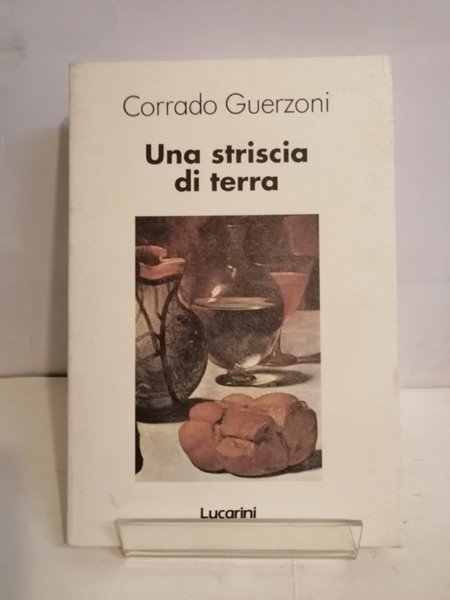 Corrado Guerzoni
Una striscia
di terra
Lucarini